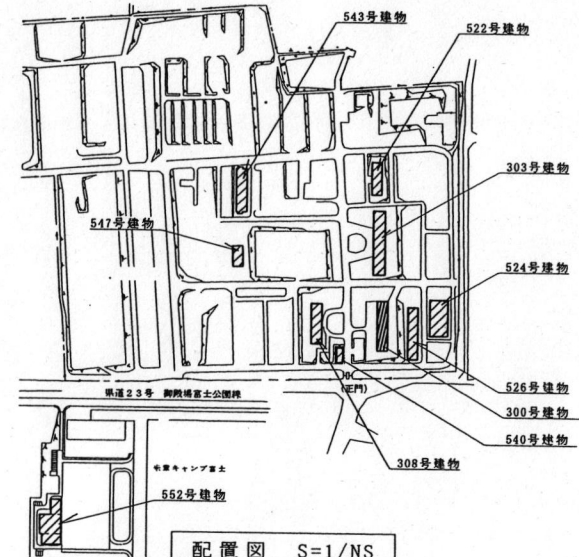 543号建物
522号建物
303号建物
547号建物
524号建物
526号建物
県道23号 御殿場富士公園線
(正門)
300号建物
540号建物
308号建物
米軍キャンプ富士
552号建物
配置図 S=1/NS